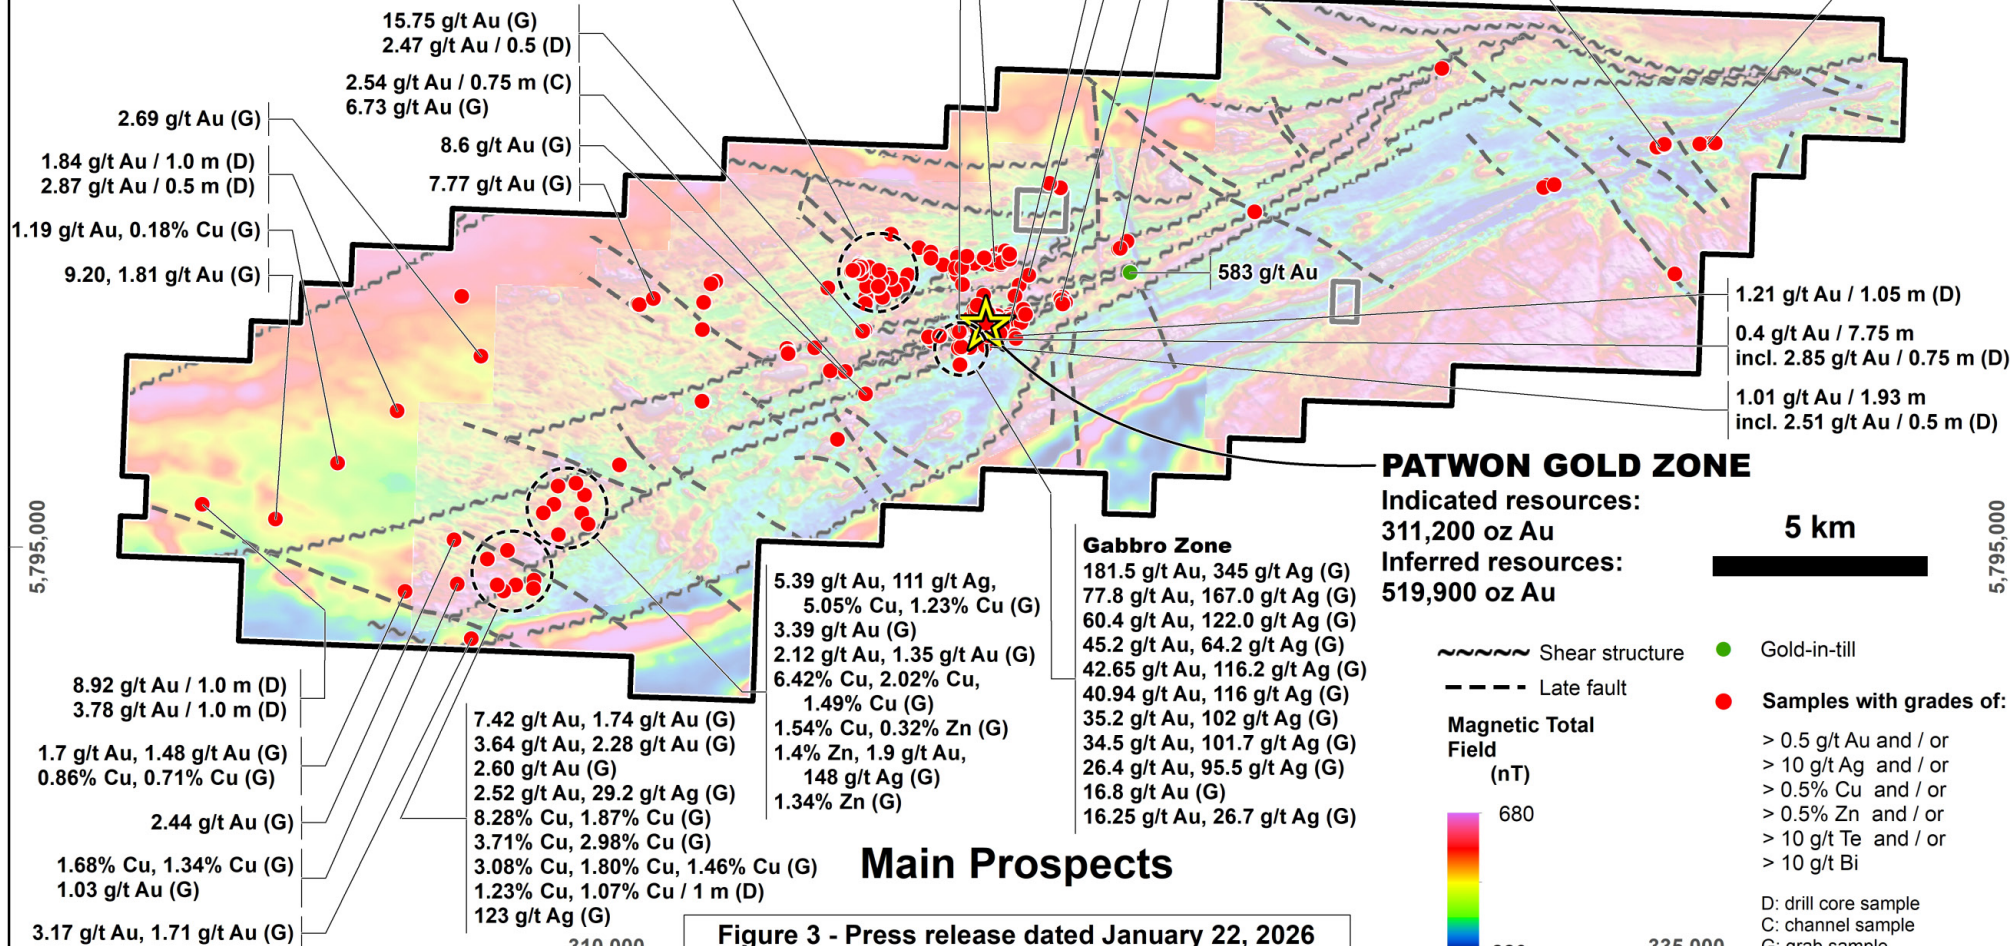 15.75 g/t Au (G)
2.47 g/t Au / 0.5 (D)
2.54 g/t Au / 0.75 m (C)
6.73 g/t Au (G)
8.6 g/t Au (G)
7.77 g/t Au (G)
2.69 g/t Au (G)
1.84 g/t Au / 1.0 m (D)
2.87 g/t Au / 0.5 m (D)
1.19 g/t Au, 0.18% Cu (G)
9.20, 1.81 g/t Au (G)
583 g/t Au
1.21 g/t Au / 1.05 m (D)
0.4 g/t Au / 7.75 m
incl. 2.85 g/t Au / 0.75 m (D)
1.01 g/t Au / 1.93 m
incl. 2.51 g/t Au / 0.5 m (D)
PATWON GOLD ZONE
Indicated resources:
311,200 oz Au
Inferred resources:
519,900 oz Au
5 km
5,795,000
5,795,000
8.92 g/t Au / 1.0 m (D)
3.78 g/t Au / 1.0 m (D)
1.7 g/t Au, 1.48 g/t Au (G)
0.86% Cu, 0.71% Cu (G)
2.44 g/t Au (G)
1.68% Cu, 1.34% Cu (G)
1.03 g/t Au (G)
3.17 g/t Au, 1.71 g/t Au (G)
7.42 g/t Au, 1.74 g/t Au (G)
3.64 g/t Au, 2.28 g/t Au (G)
2.60 g/t Au (G)
2.52 g/t Au, 29.2 g/t Ag (G)
8.28% Cu, 1.87% Cu (G)
3.71% Cu, 2.98% Cu (G)
3.08% Cu, 1.80% Cu, 1.46% Cu (G)
1.23% Cu, 1.07% Cu / 1 m (D)
123 g/t Ag (G)
5.39 g/t Au, 111 g/t Ag,
5.05% Cu, 1.23% Cu (G)
3.39 g/t Au (G)
2.12 g/t Au, 1.35 g/t Au (G)
6.42% Cu, 2.02% Cu,
1.49% Cu (G)
1.54% Cu, 0.32% Zn (G)
1.4% Zn, 1.9 g/t Au,
148 g/t Ag (G)
1.34% Zn (G)
Gabbro Zone
181.5 g/t Au, 345 g/t Ag (G)
77.8 g/t Au, 167.0 g/t Ag (G)
60.4 g/t Au, 122.0 g/t Ag (G)
45.2 g/t Au, 64.2 g/t Ag (G)
42.65 g/t Au, 116.2 g/t Ag (G)
40.94 g/t Au, 116 g/t Ag (G)
35.2 g/t Au, 102 g/t Ag (G)
34.5 g/t Au, 101.7 g/t Ag (G)
26.4 g/t Au, 95.5 g/t Ag (G)
16.8 g/t Au (G)
16.25 g/t Au, 26.7 g/t Ag (G)
Main Prospects
Figure 3 - Press release dated January 22, 2026
Shear structure
Late fault
Magnetic Total
Field
(nT)
680
Gold-in-till
Samples with grades of:
> 0.5 g/t Au and / or
> 10 g/t Ag and / or
> 0.5% Cu and / or
> 0.5% Zn and / or
> 10 g/t Te and / or
> 10 g/t Bi
D: drill core sample
C: channel sample
G: grab sample